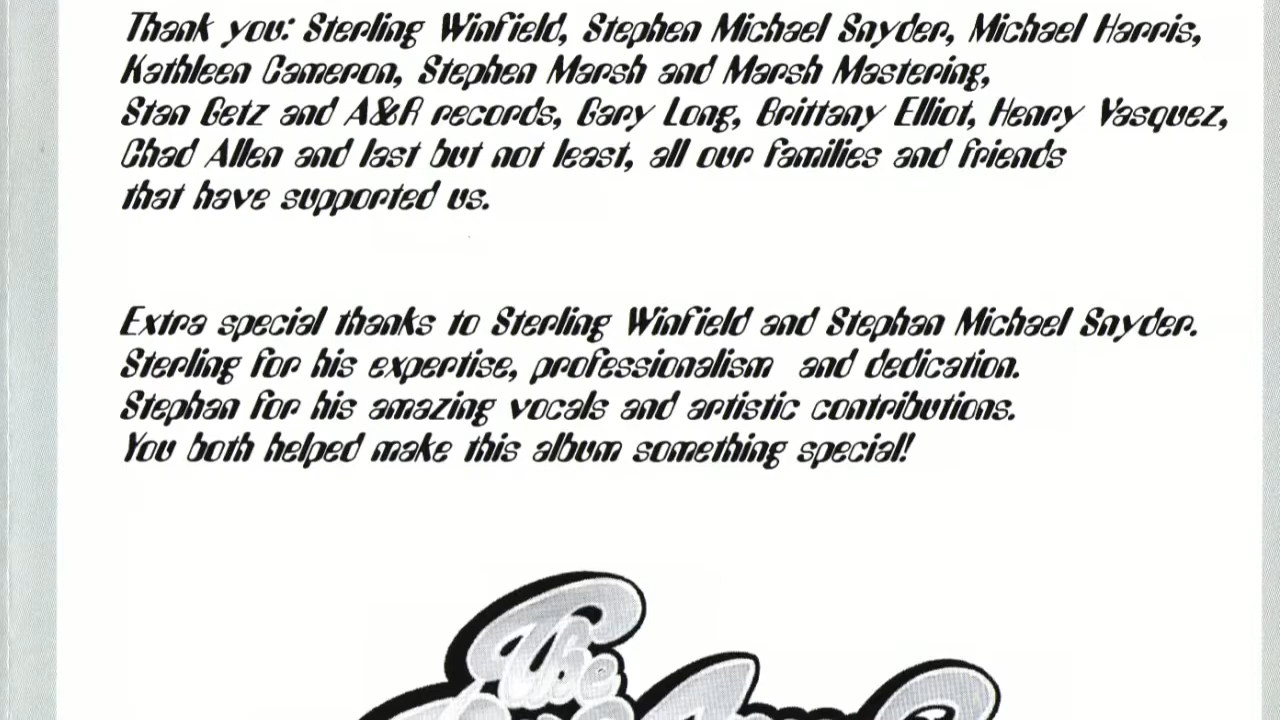 Thank you: Sterling Winfield, Stephen Michael Snyder, Michael Harris,
Kathleen Cameron, Stephen Marsh and Marsh Mastering,
Stan Getz and A&R records, Gary Long, Brittany Elliot, Henry Vasquez,
Chad Allen and last but not least, all our families and friends
that have supported us.
Extra special thanks to Sterling Winfield and Stephan Michael Snyder.
Sterling for his expertise, professionalism and dedication.
Stephan for his amazing vocals and artistic contributions.
You both helped make this album something special!
The